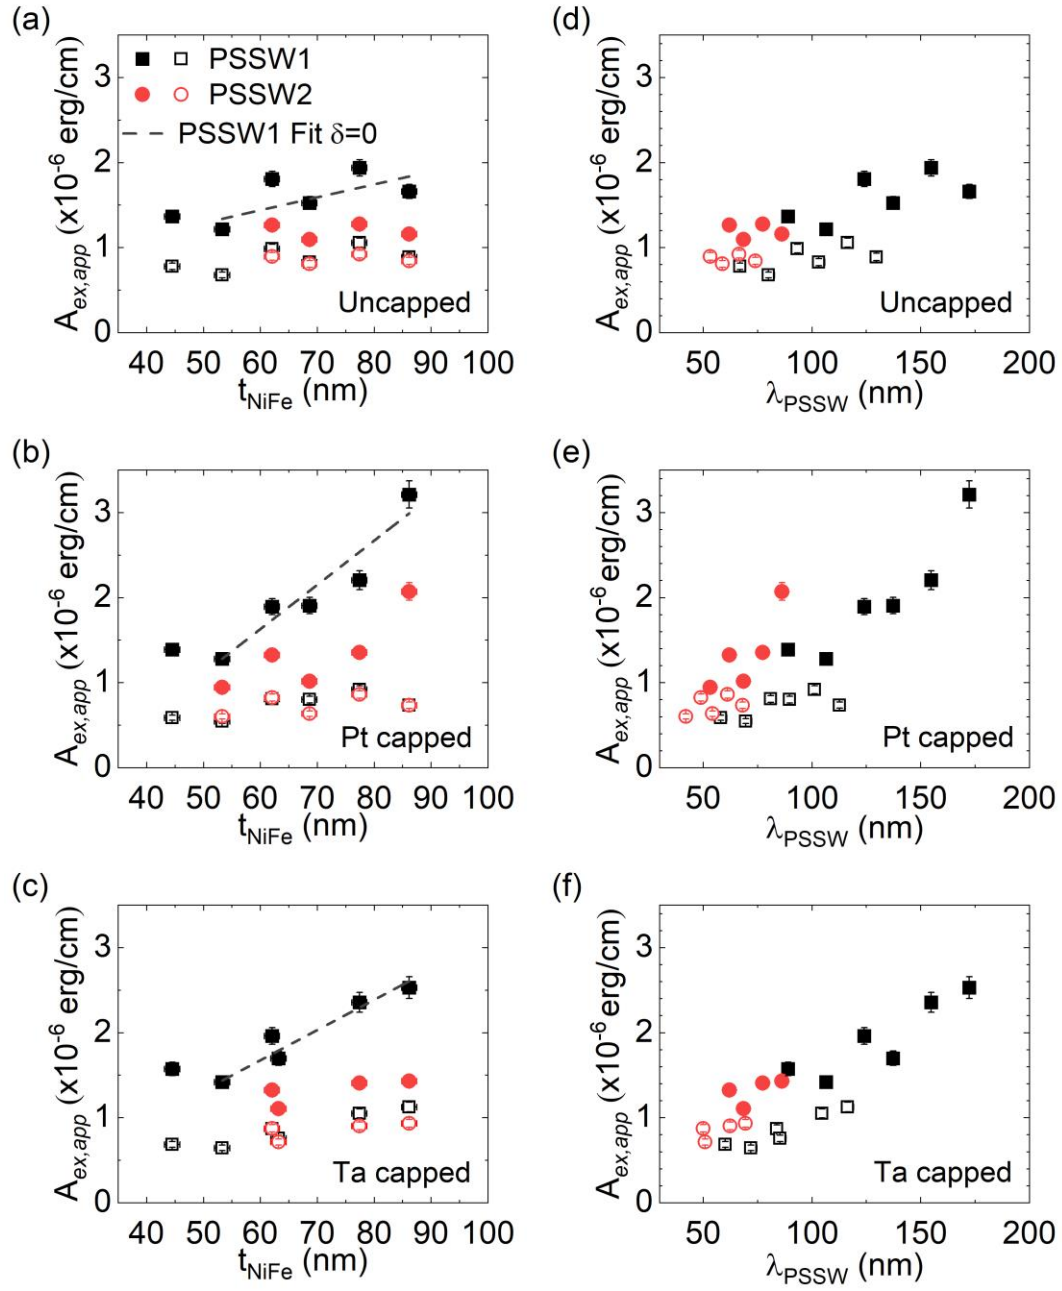 (a)
A_ex,app (x10^-6 erg/cm)
3
2
1
0
PSSW1
PSSW2
PSSW1 Fit δ=0
Uncapped
40 50 60 70 80 90 100
t_NiFe (nm)
(d)
A_ex,app (x10^-6 erg/cm)
3
2
1
0
Uncapped
50 100 150 200
λ_PSSW (nm)
(b)
A_ex,app (x10^-6 erg/cm)
3
2
1
0
Pt capped
40 50 60 70 80 90 100
t_NiFe (nm)
(e)
A_ex,app (x10^-6 erg/cm)
3
2
1
0
Pt capped
50 100 150 200
λ_PSSW (nm)
(c)
A_ex,app (x10^-6 erg/cm)
3
2
1
0
Ta capped
40 50 60 70 80 90 100
t_NiFe (nm)
(f)
A_ex,app (x10^-6 erg/cm)
3
2
1
0
Ta capped
50 100 150 200
λ_PSSW (nm)